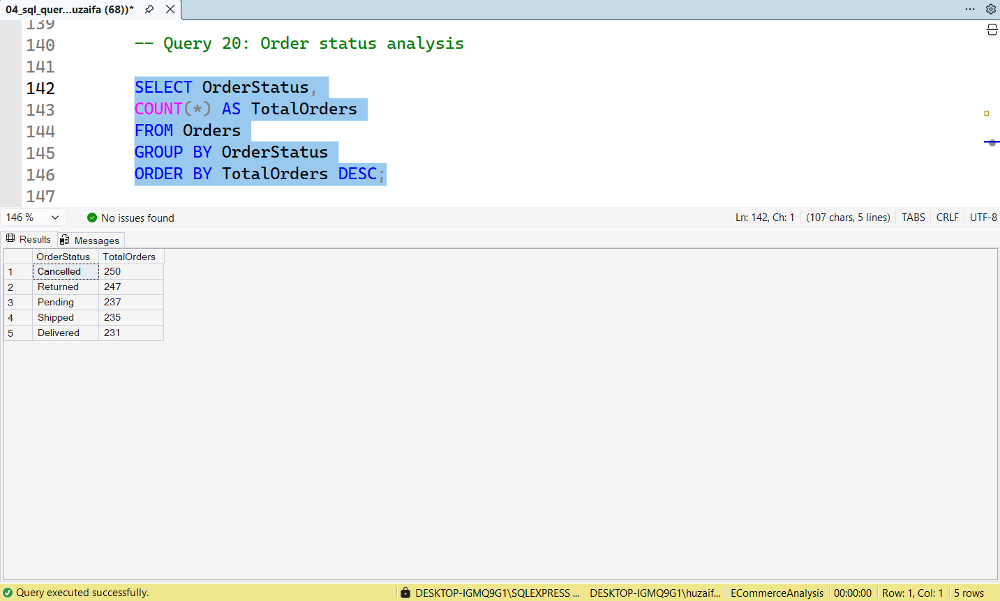 04_sql_quer...uzaifa (68))*
139
140 -- Query 20: Order status analysis
141
142 SELECT OrderStatus,
143 COUNT(*) AS TotalOrders
144 FROM Orders
145 GROUP BY OrderStatus
146 ORDER BY TotalOrders DESC;
147
146 % No issues found Ln: 142, Ch: 1 (107 chars, 5 lines) TABS CRLF UTF-8
Results Messages
OrderStatus TotalOrders
1 Cancelled 250
2 Returned 247
3 Pending 237
4 Shipped 235
5 Delivered 231
Query executed successfully. DESKTOP-IGMQ9G1\SQLEXPRESS ... DESKTOP-IGMQ9G1\huzaif... ECommerceAnalysis 00:00:00 Row: 1, Col: 1 5 rows